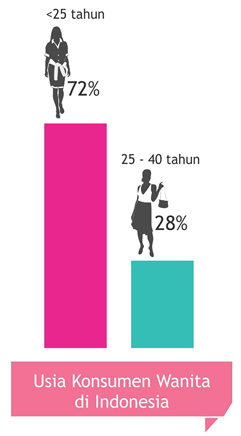 <25 tahun
72%
25 - 40 tahun
28%
Usia Konsumen Wanita
di Indonesia